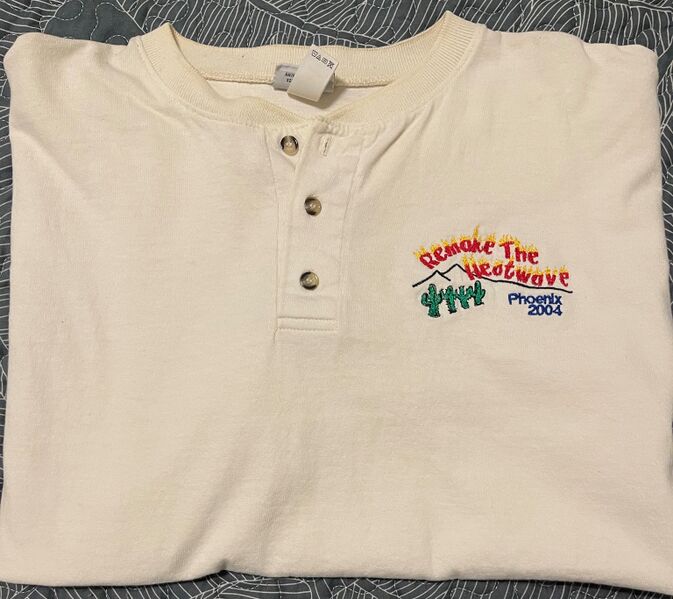 Remake The
Heatwave
Phoenix
2004